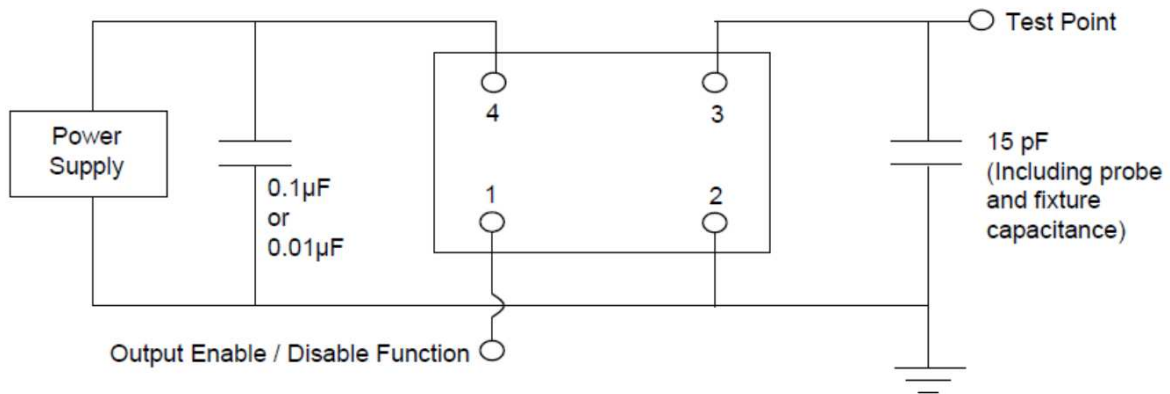 Test Point
4
3
Power
Supply
15 pF
(Including probe
and fixture
capacitance)
0.1µF
or
0.01µF
1
2
Output Enable / Disable Function